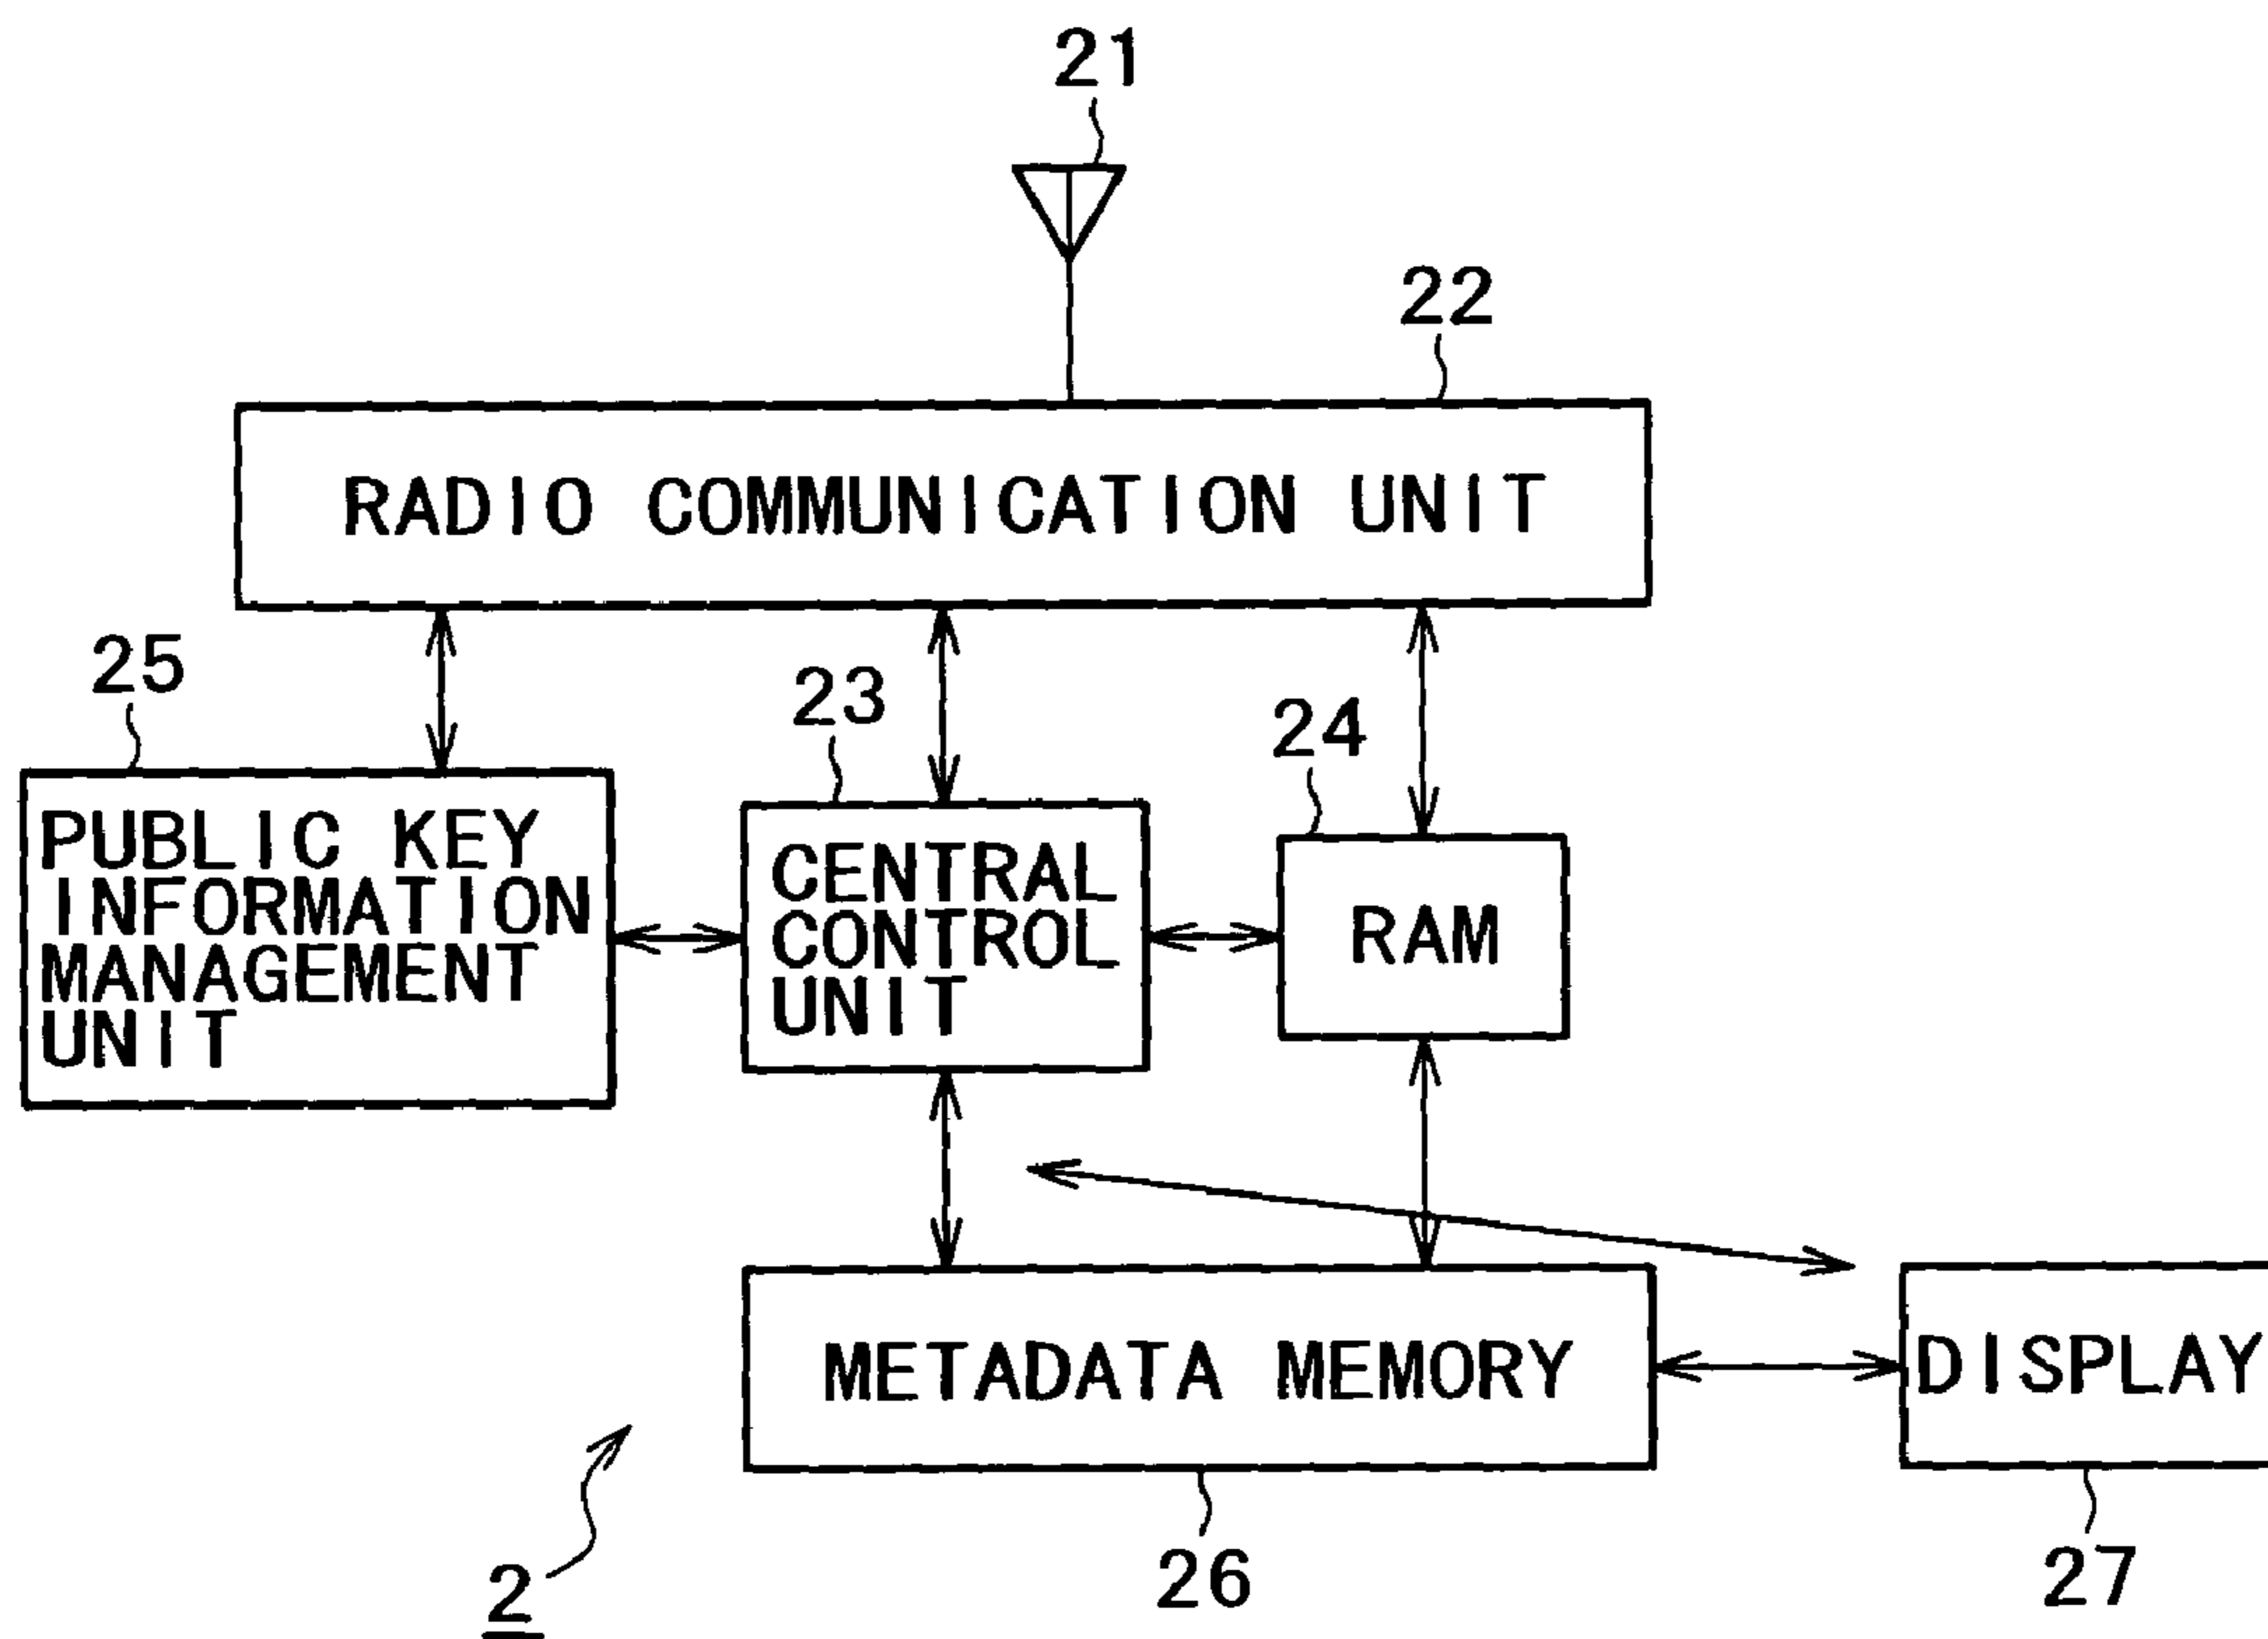 21
22
RADIO COMMUNICATION UNIT
25
23
24
PUBLIC KEY
INFORMATION
MANAGEMENT
UNIT
CENTRAL
CONTROL
UNIT
RAM
METADATA MEMORY
DISPLAY
2
26
27